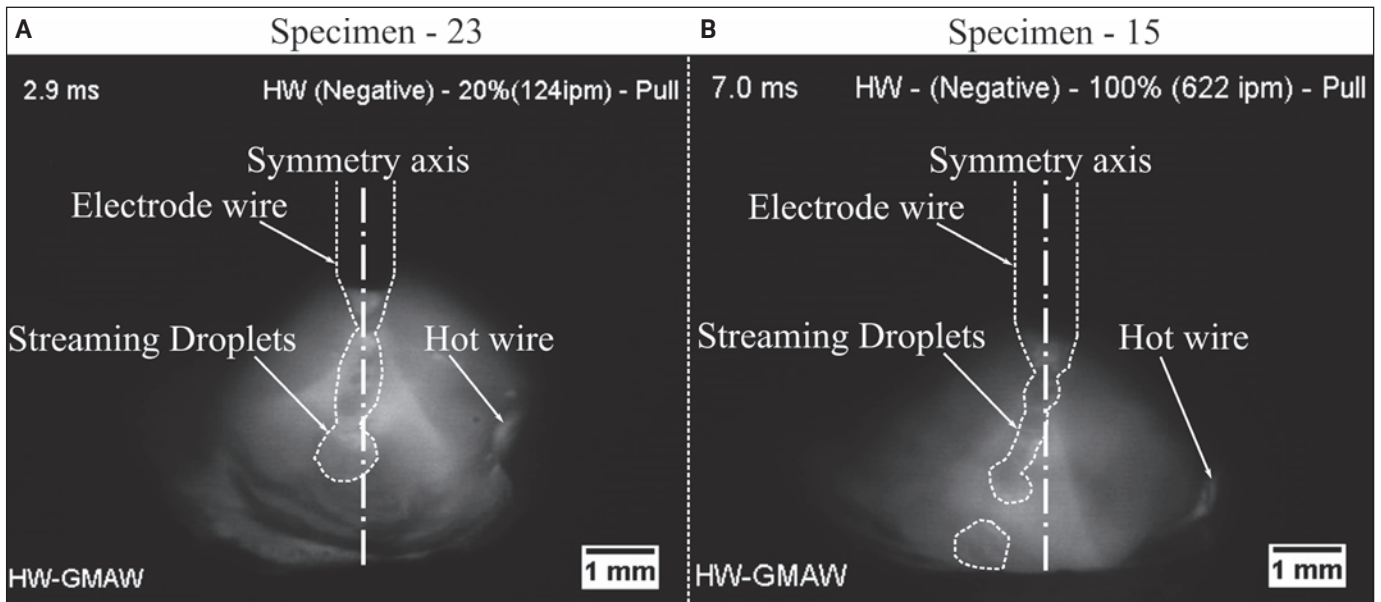 A
Specimen - 23
2.9 ms
HW (Negative) - 20%(124ipm) - Pull
Symmetry axis
Electrode wire
Streaming Droplets
Hot wire
HW-GMAW
1 mm
B
Specimen - 15
7.0 ms
HW - (Negative) - 100% (622 ipm) - Pull
Symmetry axis
Electrode wire
Streaming Droplets
Hot wire
HW-GMAW
1 mm